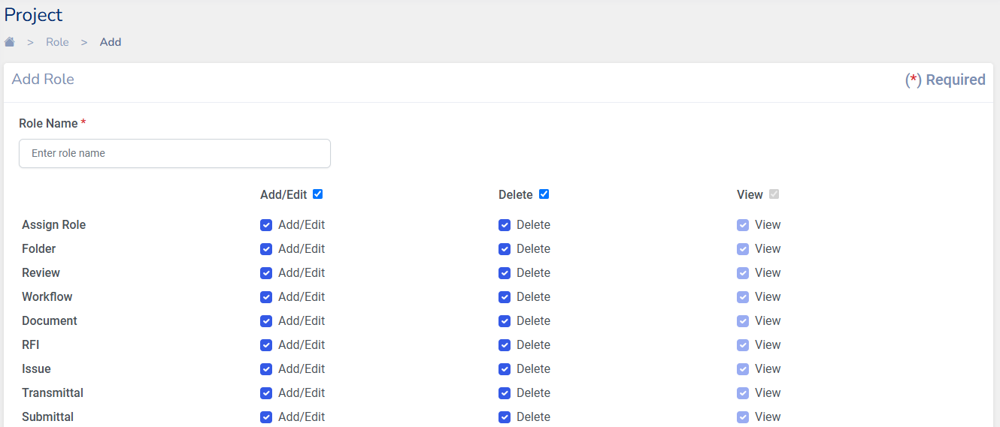 Project
> Role > Add
Add Role (*) Required
Role Name *
Enter role name
Add/Edit Delete View
Assign Role Add/Edit Delete View
Folder Add/Edit Delete View
Review Add/Edit Delete View
Workflow Add/Edit Delete View
Document Add/Edit Delete View
RFI Add/Edit Delete View
Issue Add/Edit Delete View
Transmittal Add/Edit Delete View
Submittal Add/Edit Delete View